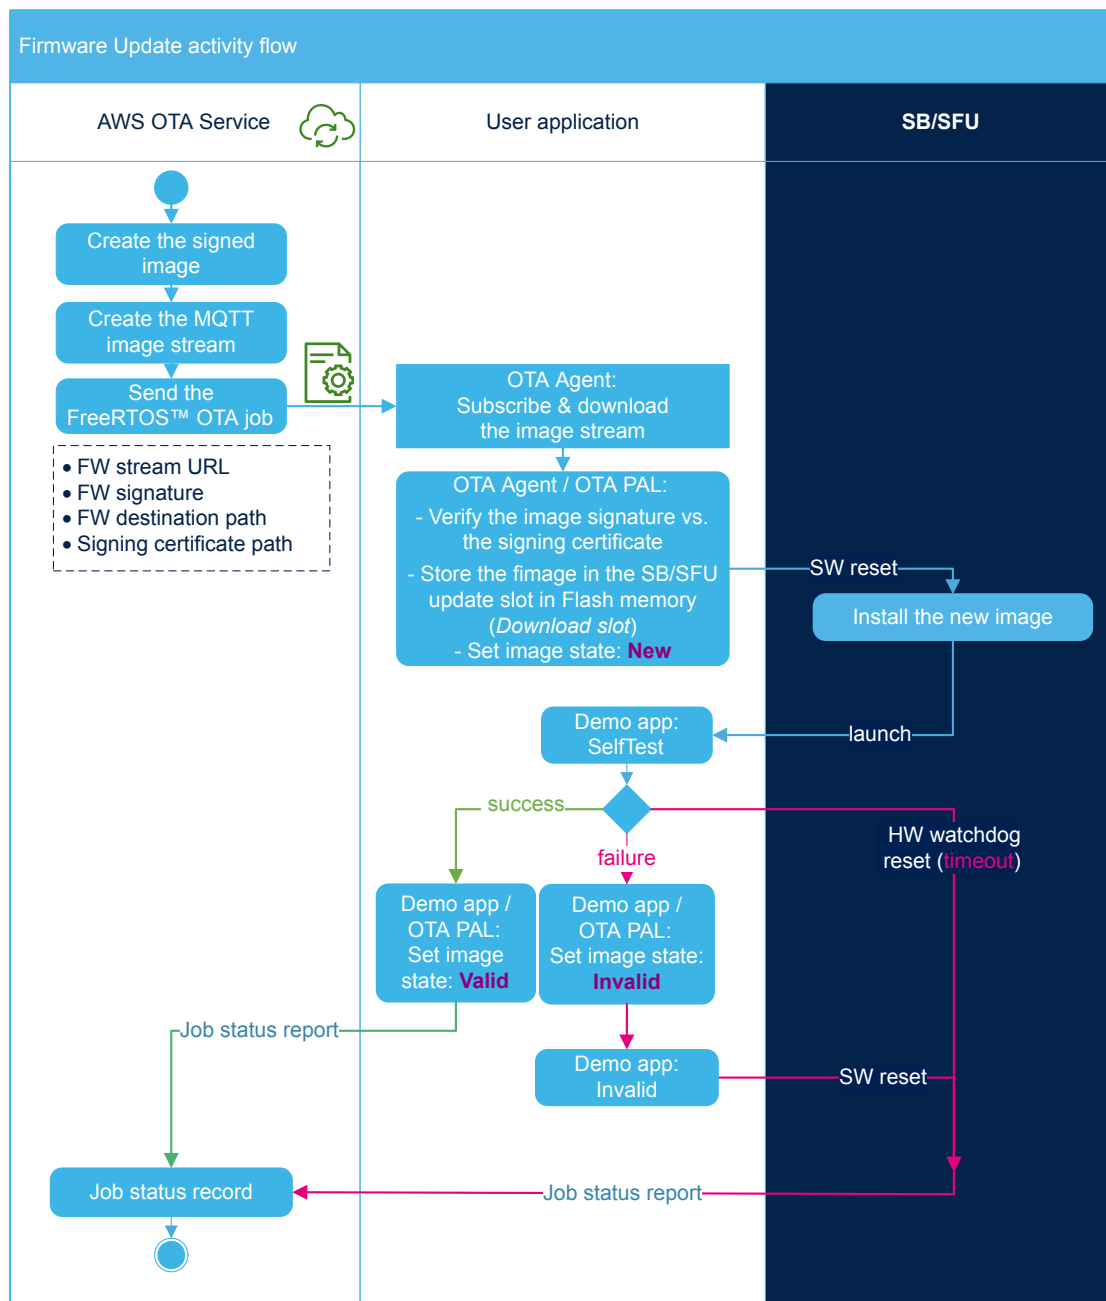 Firmware Update activity flow
AWS OTA Service
User application
SB/SFU
Create the signed
image
Create the MQTT
image stream
Send the
FreeRTOS™ OTA job
• FW stream URL
• FW signature
• FW destination path
• Signing certificate path
OTA Agent:
Subscribe & download
the image stream
OTA Agent / OTA PAL:
- Verify the image signature vs.
the signing certificate
- Store the fimage in the SB/SFU
update slot in Flash memory
(Download slot)
- Set image state: New
SW reset
Install the new image
launch
Demo app:
SelfTest
success
failure
HW watchdog
reset (timeout)
Demo app /
OTA PAL:
Set image
state: Valid
Demo app /
OTA PAL:
Set image state:
Invalid
Job status report
Demo app:
Invalid
SW reset
Job status record
Job status report